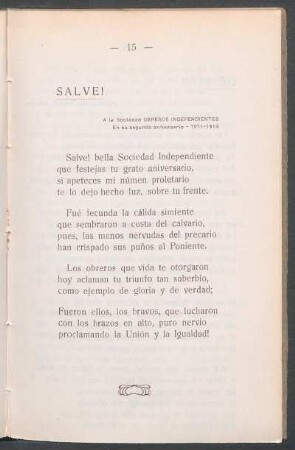 — 15 —
SALVE!
A la Sociedad OBREROS INDEPENDIENTES
En su segundo aniversario - 1911-1913
Salve! bella Sociedad Independiente
que festejas tu grato aniversacio,
si apeteces mi númen proletario
te lo dejo hecho luz, sobre tu frente.
Fué fecunda la cálida simiente
que sembraron a costa del calvario,
pues, las manos nervudas del precario
han crispado sus puños al Poniente.
Los obreros que vida te otorgaron
hoy aclaman tu triunfo tan soberbio,
como ejemplo de gloria y de verdad;
Fueron ellos, los bravos, que lucharon
con los brazos en alto, puro nervio
proclamando la Unión y la Igualdad!